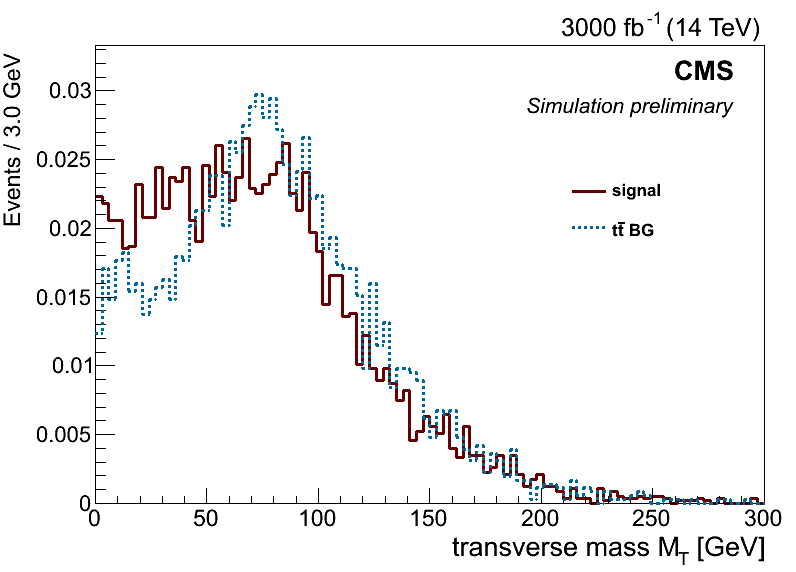 3000 fb⁻¹ (14 TeV)
CMS
Simulation preliminary
signal
tt̄ BG
Events / 3.0 GeV
0.03
0.025
0.02
0.015
0.01
0.005
0
0 50 100 150 200 250 300
transverse mass M_T [GeV]